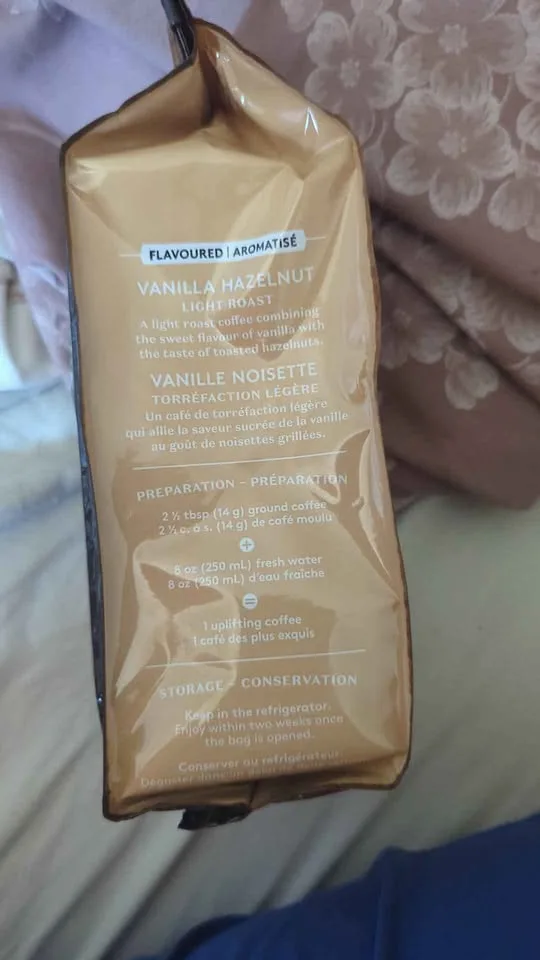 FLAVOURED | AROMATISÉ
VANILLA HAZELNUT
LIGHT ROAST
A light roast coffee combining
the sweet flavour of vanilla with
the taste of toasted hazelnuts.
VANILLE NOISETTE
TORRÉFACTION LÉGÈRE
Un café de torréfaction légère
qui allie la saveur sucrée de la vanille
au goût de noisettes grillées.
PREPARATION – PRÉPARATION
2 ½ tbsp (14 g) ground coffee
2 ½ c. à s. (14 g) de café moulu
+
8 oz (250 mL) fresh water
8 oz (250 mL) d'eau fraîche
=
1 uplifting coffee
1 café des plus exquis
STORAGE – CONSERVATION
Keep in the refrigerator.
Enjoy within two weeks once
the bag is opened.
Conserver au réfrigérateur.
Déguster dans un